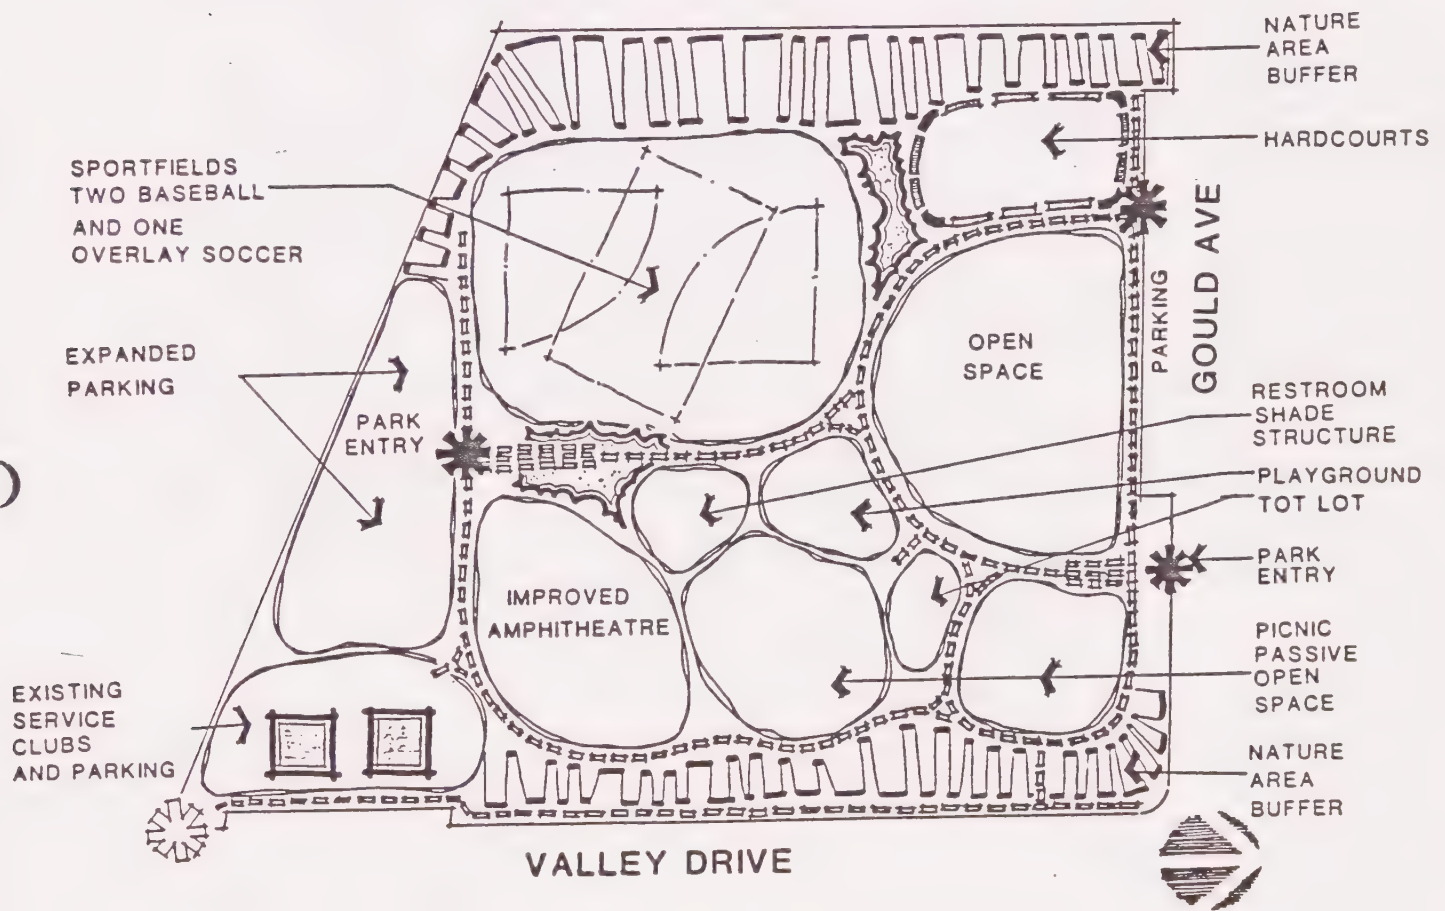 NATURE
AREA
BUFFER
HARDCOURTS
SPORTFIELDS
TWO BASEBALL
AND ONE
OVERLAY SOCCER
GOULD AVE
PARKING
OPEN
SPACE
EXPANDED
PARKING
PARK
ENTRY
RESTROOM
SHADE
STRUCTURE
PLAYGROUND
TOT LOT
PARK
ENTRY
IMPROVED
AMPHITHEATRE
PICNIC
PASSIVE
OPEN
SPACE
EXISTING
SERVICE
CLUBS
AND PARKING
NATURE
AREA
BUFFER
VALLEY DRIVE